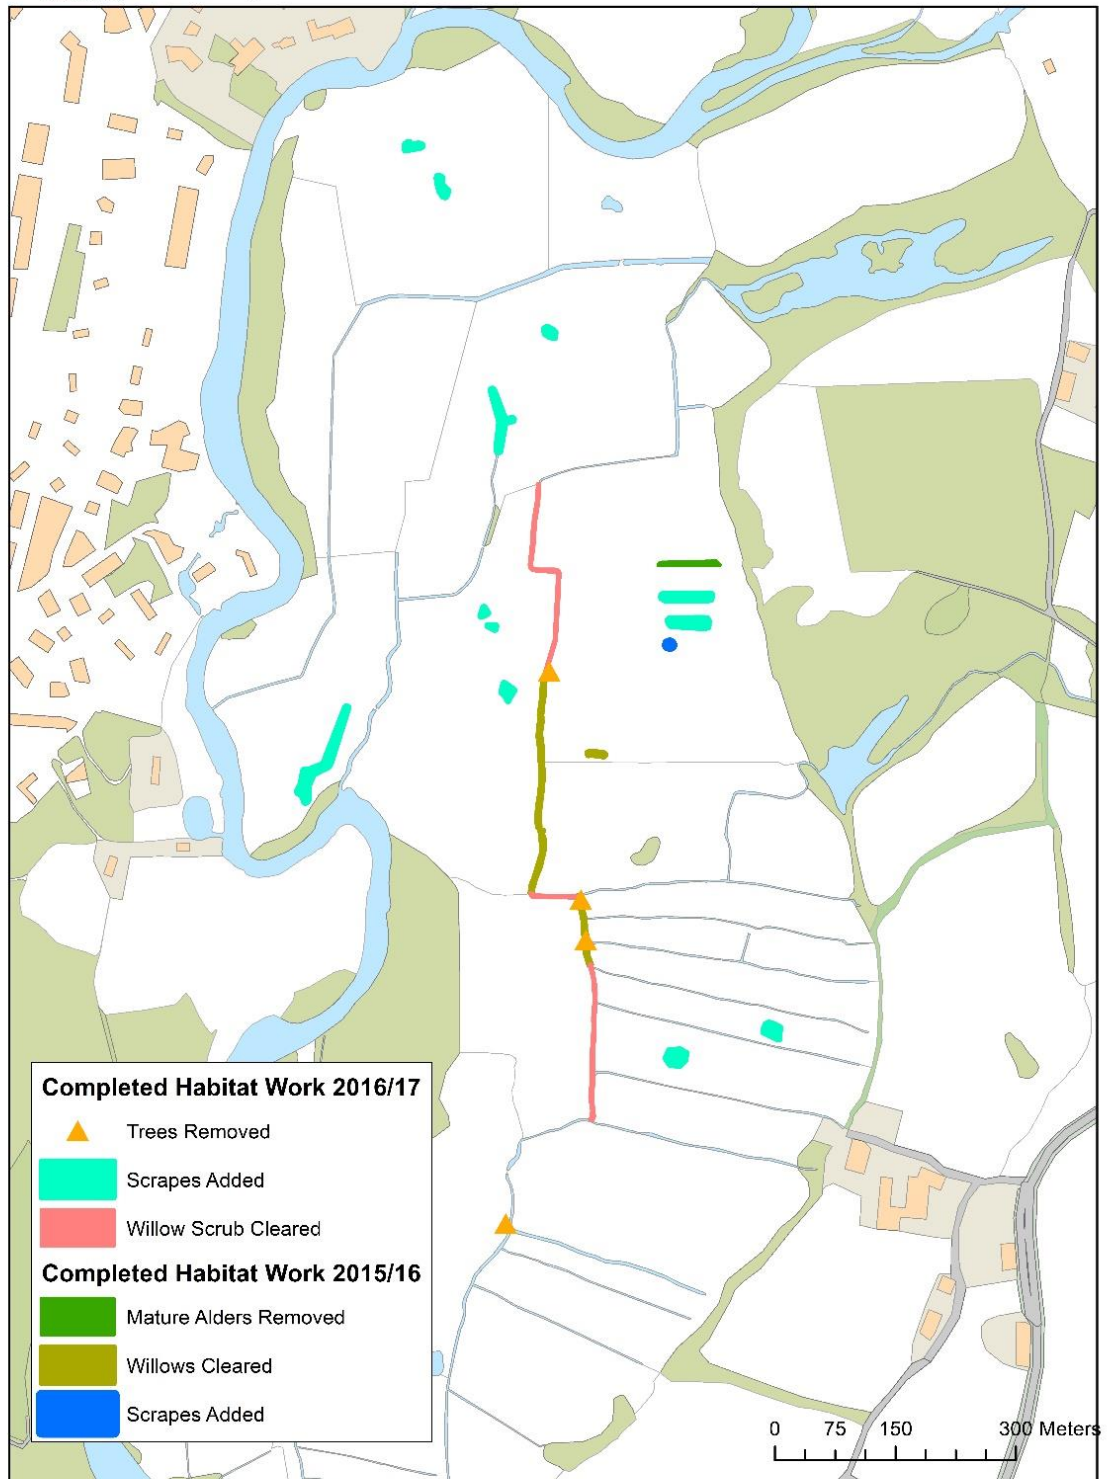 Completed Habitat Work 2016/17
Trees Removed
Scrapes Added
Willow Scrub Cleared
Completed Habitat Work 2015/16
Mature Alders Removed
Willows Cleared
Scrapes Added
0 75 150 300 Meters